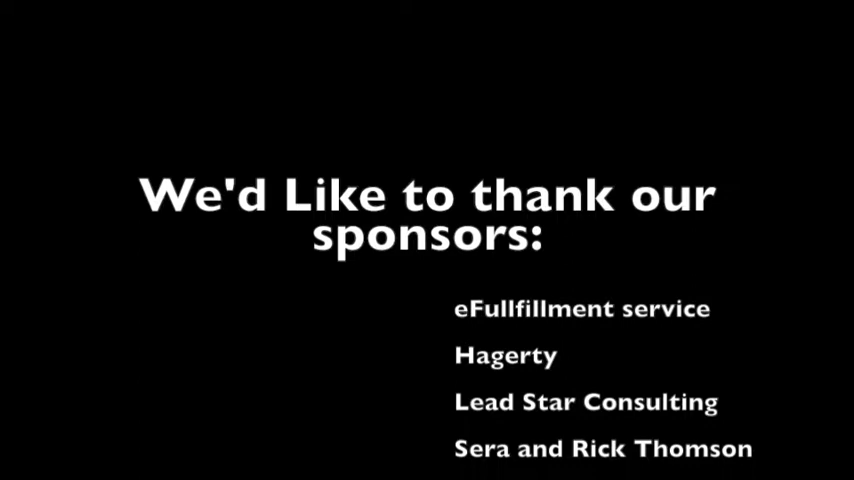 We'd Like to thank our
sponsors:
eFullfillment service
Hagerty
Lead Star Consulting
Sera and Rick Thomson